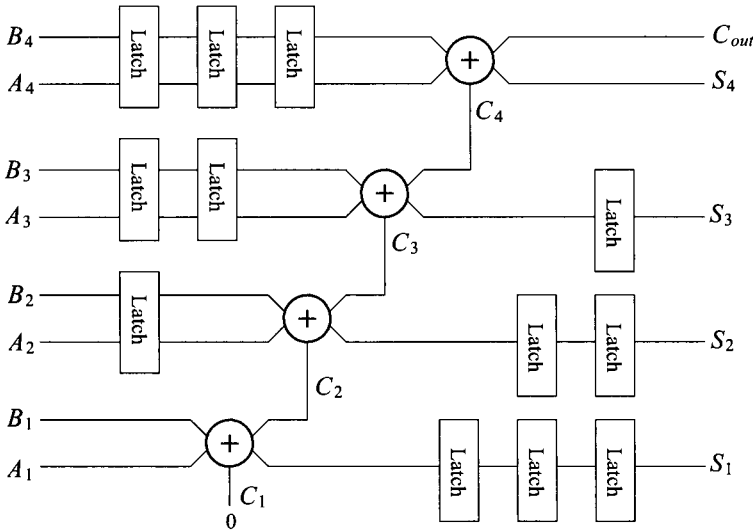 B4 Latch Latch Latch + Cout
A4 S4
C4
B3 Latch Latch +
A3 Latch S3
C3
B2 Latch +
A2 Latch Latch S2
C2
B1 +
A1 Latch Latch Latch S1
C1
0